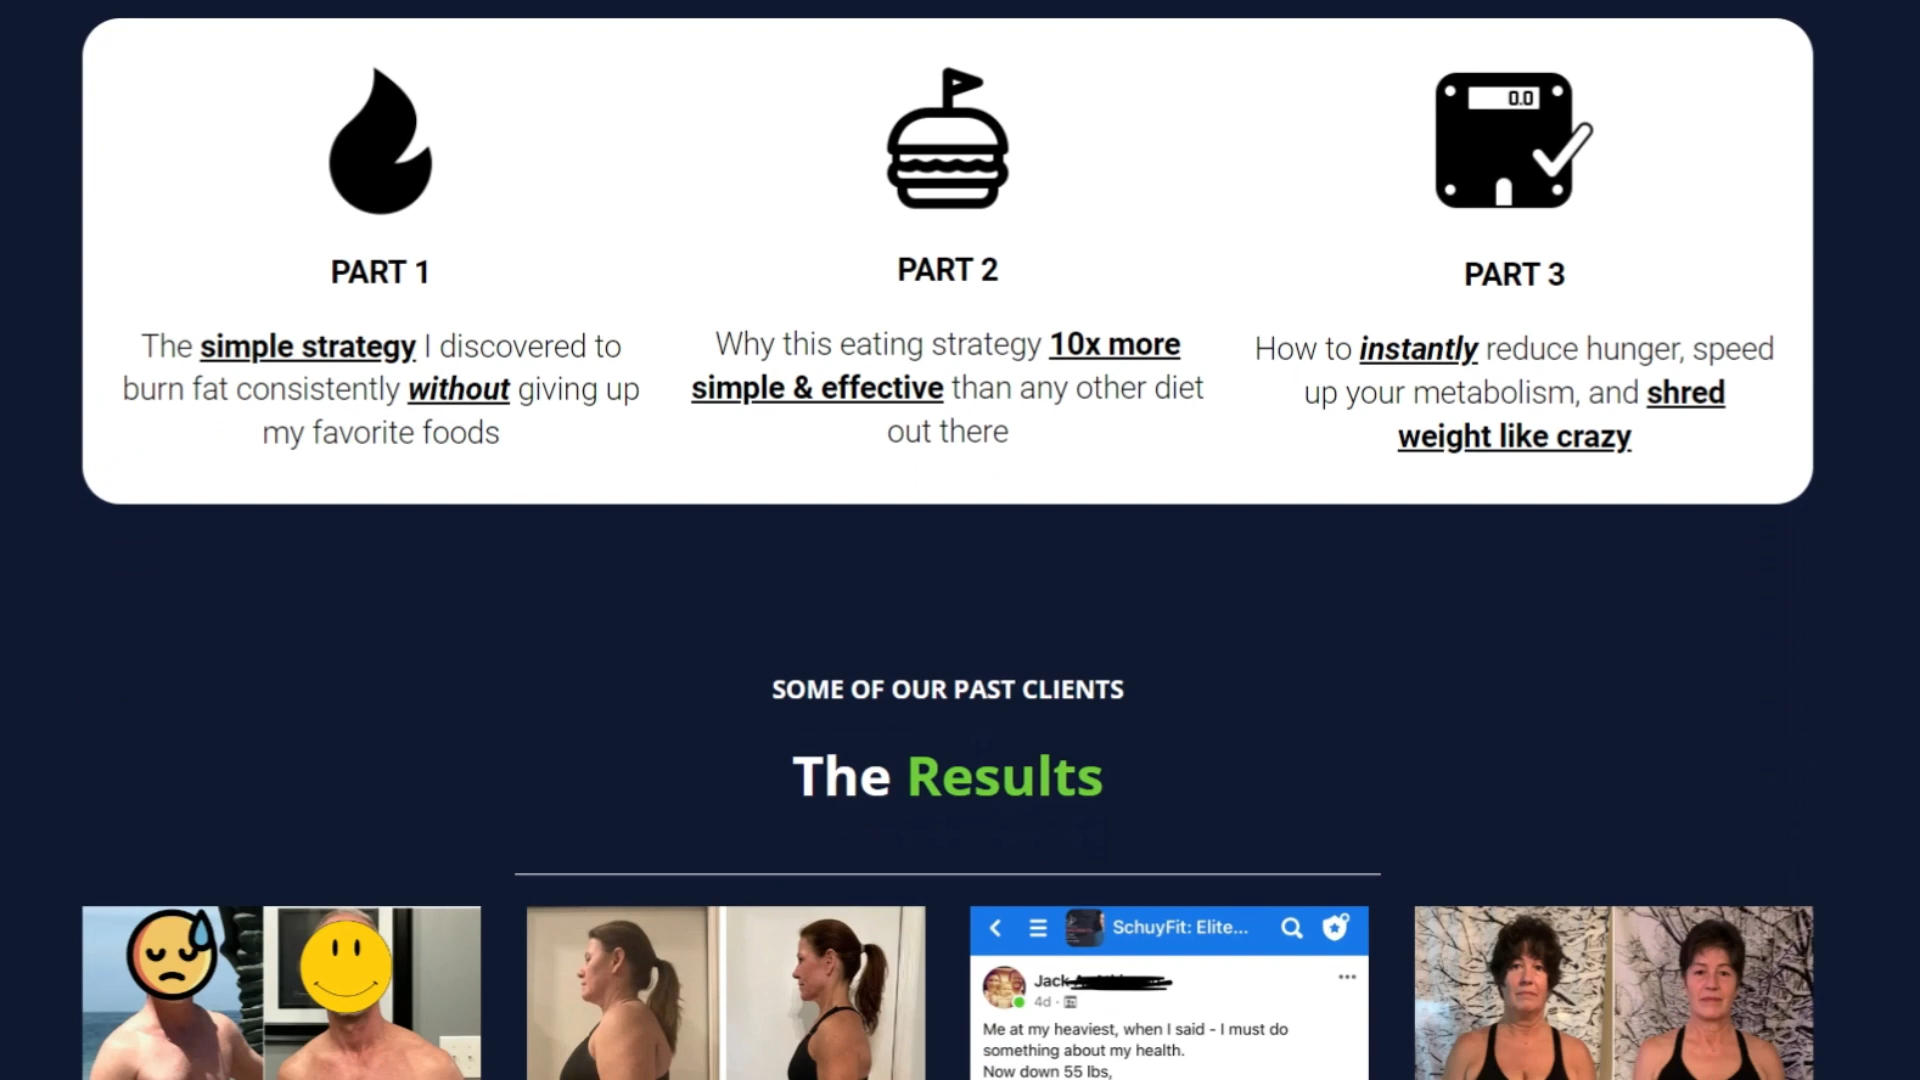 0.0
PART 1
The simple strategy I discovered to
burn fat consistently without giving up
my favorite foods
PART 2
Why this eating strategy 10x more
simple & effective than any other diet
out there
PART 3
How to instantly reduce hunger, speed
up your metabolism, and shred
weight like crazy
SOME OF OUR PAST CLIENTS
The Results
SchuyFit: Elite...
Jack
4d
Me at my heaviest, when I said - I must do
something about my health.
Now down 55 lbs,